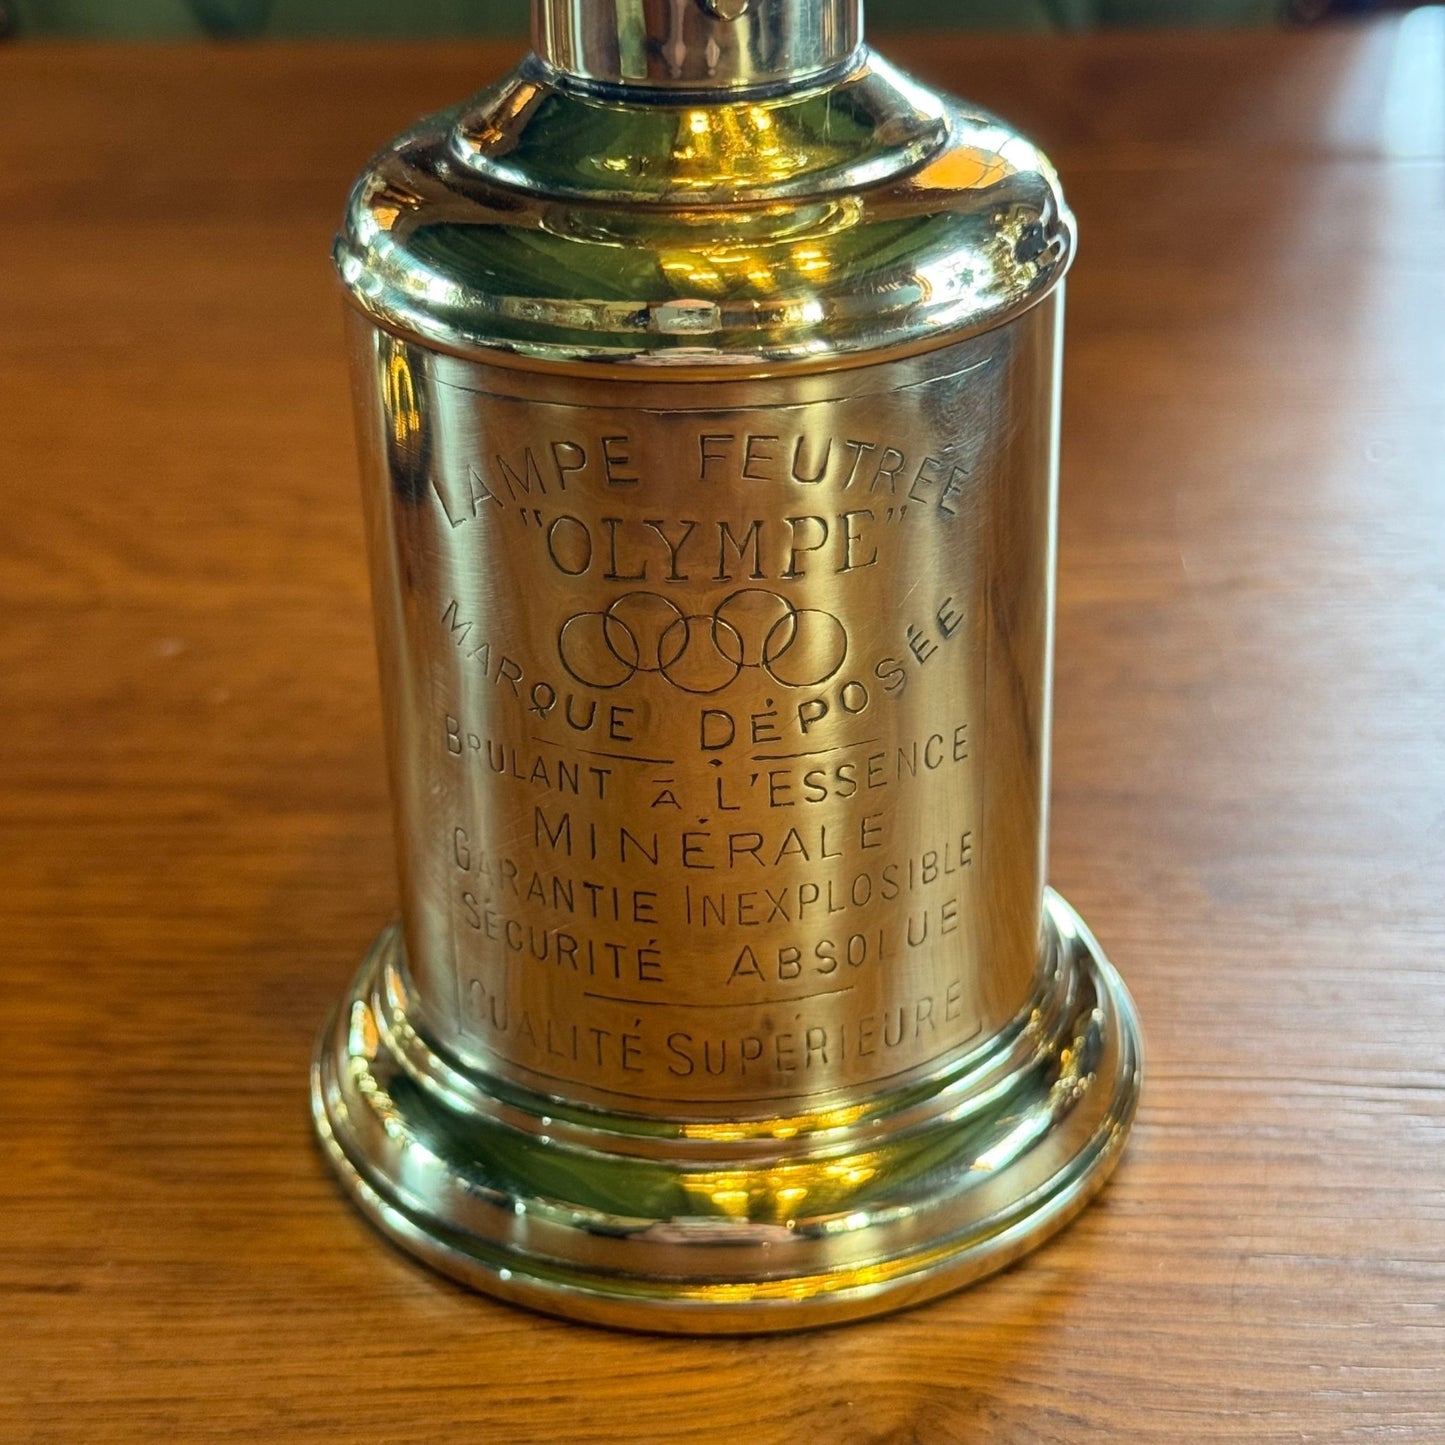 LAMPE FEUTRÉE
"OLYMPE"
MARQUE DÉPOSÉE
BRULANT À L'ESSENCE
MINÉRALE
GARANTIE INEXPLOSIBLE
SÉCURITÉ ABSOLUE
QUALITÉ SUPÉRIEURE